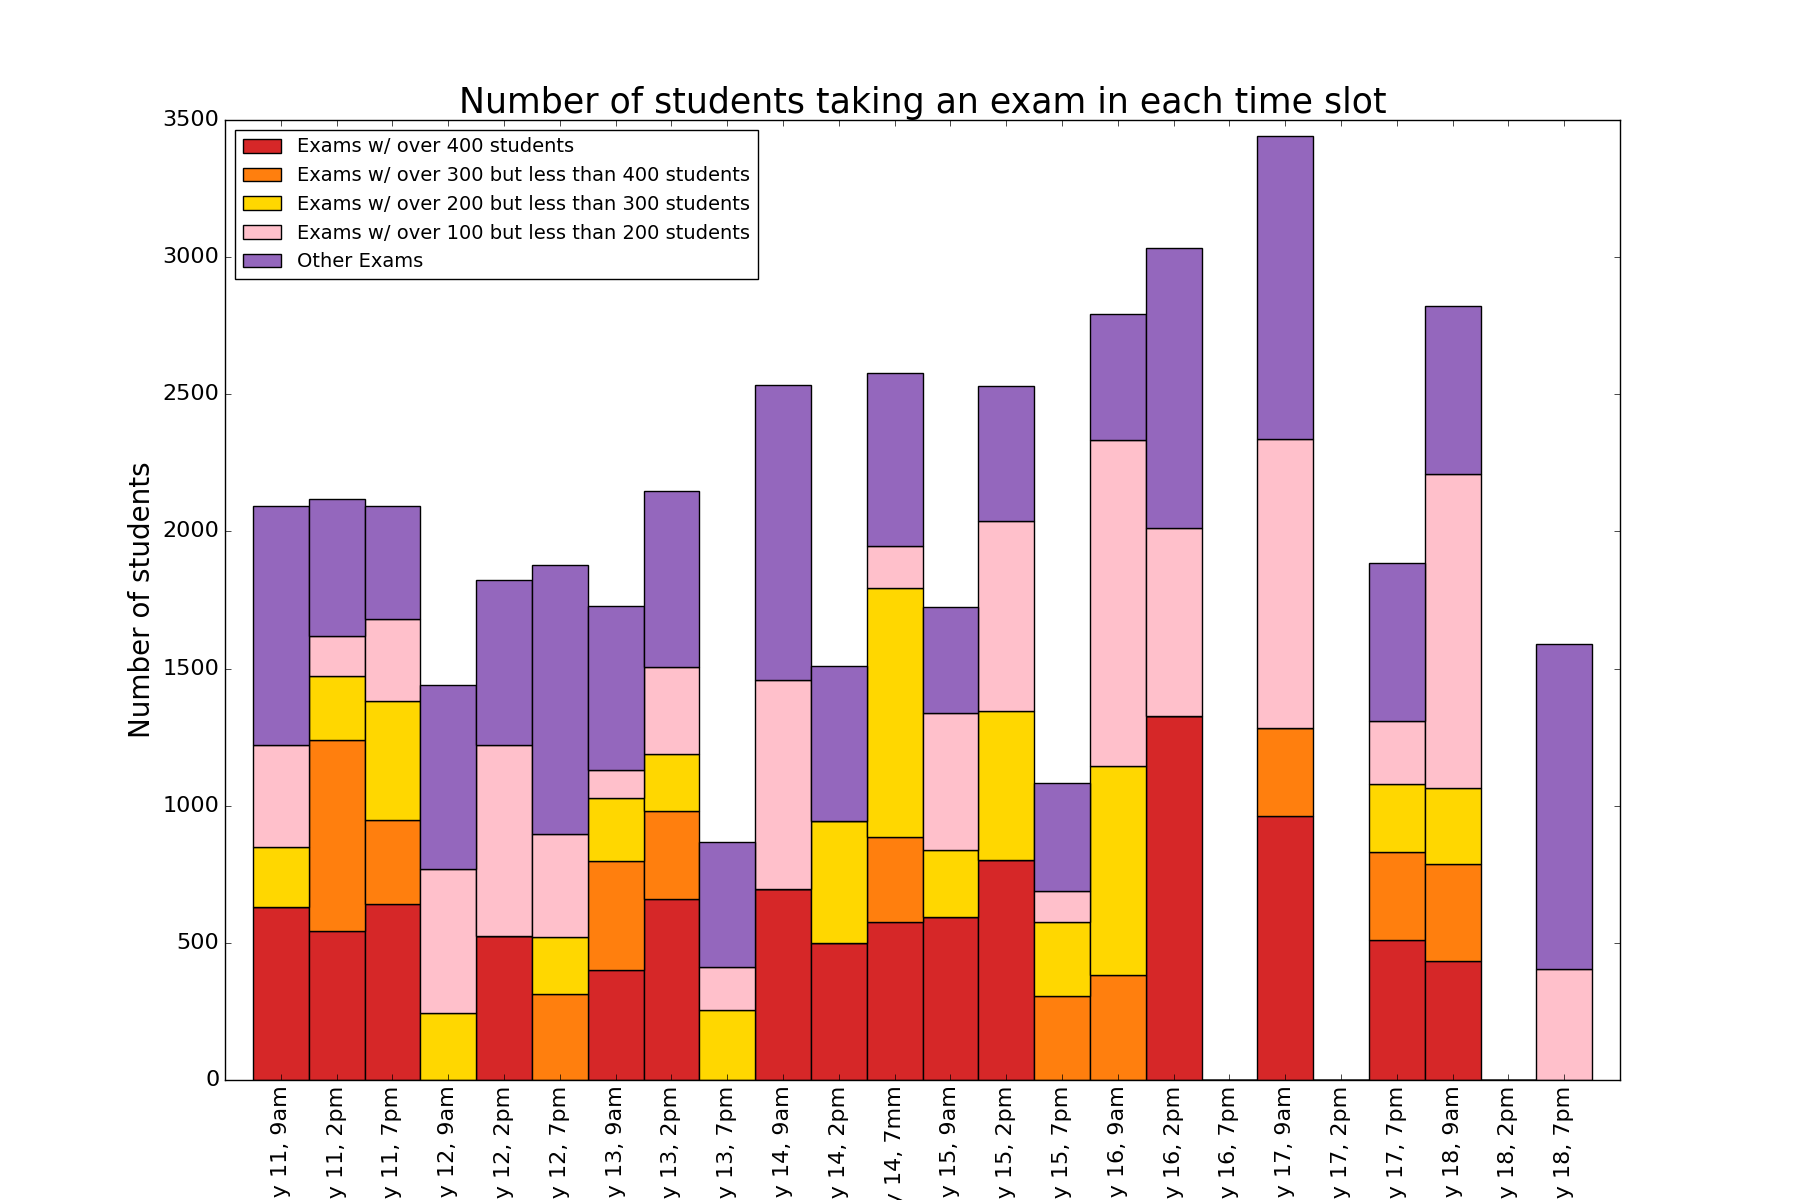 Number of students taking an exam in each time slot
Exams w/ over 400 students
Exams w/ over 300 but less than 400 students
Exams w/ over 200 but less than 300 students
Exams w/ over 100 but less than 200 students
Other Exams
Number of students
3500
3000
2500
2000
1500
1000
500
0
y 11, 9am
y 11, 2pm
y 11, 7pm
y 12, 9am
y 12, 2pm
y 12, 7pm
y 13, 9am
y 13, 2pm
y 13, 7pm
y 14, 9am
y 14, 2pm
y 14, 7mm
y 15, 9am
y 15, 2pm
y 15, 7pm
y 16, 9am
y 16, 2pm
y 16, 7pm
y 17, 9am
y 17, 2pm
y 17, 7pm
y 18, 9am
y 18, 2pm
y 18, 7pm